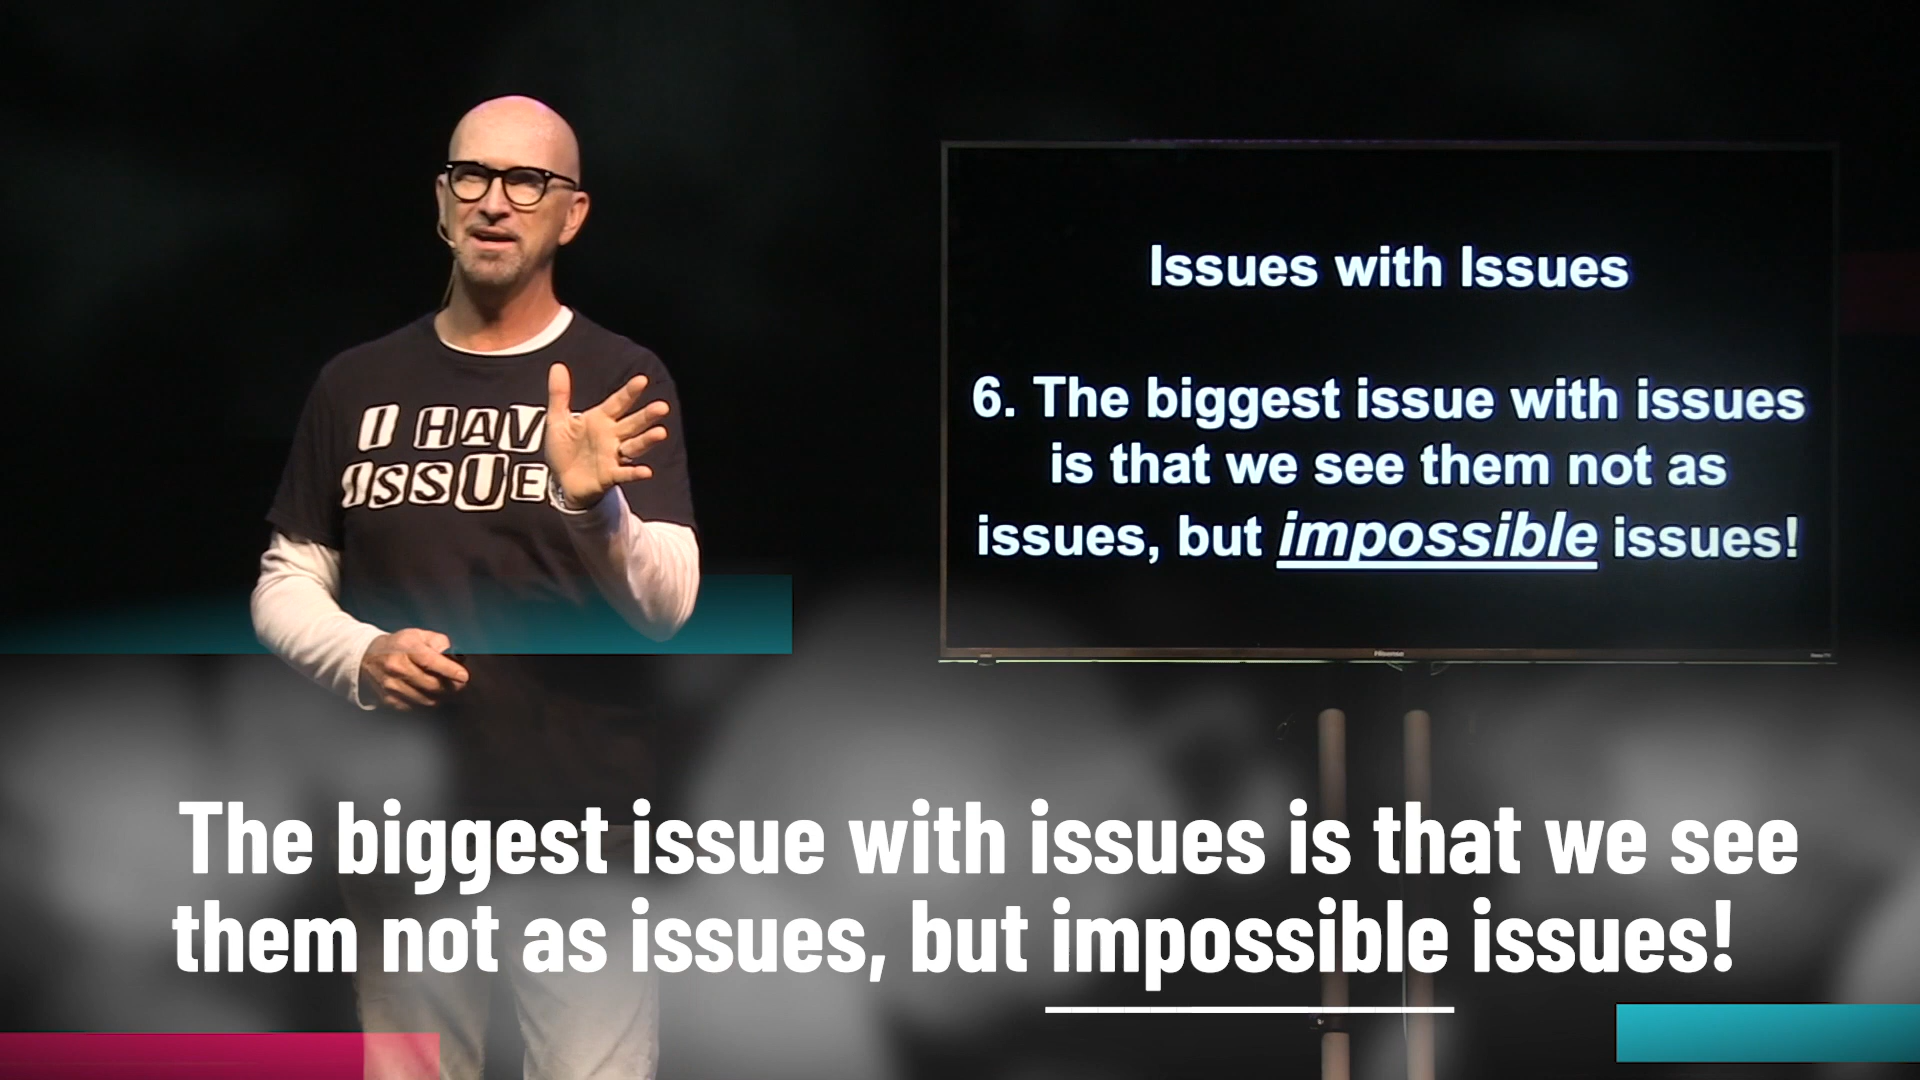 I HAV
ISSUE
Issues with Issues
6. The biggest issue with issues
is that we see them not as
issues, but impossible issues!
Hisense
The biggest issue with issues is that we see
them not as issues, but impossible issues!